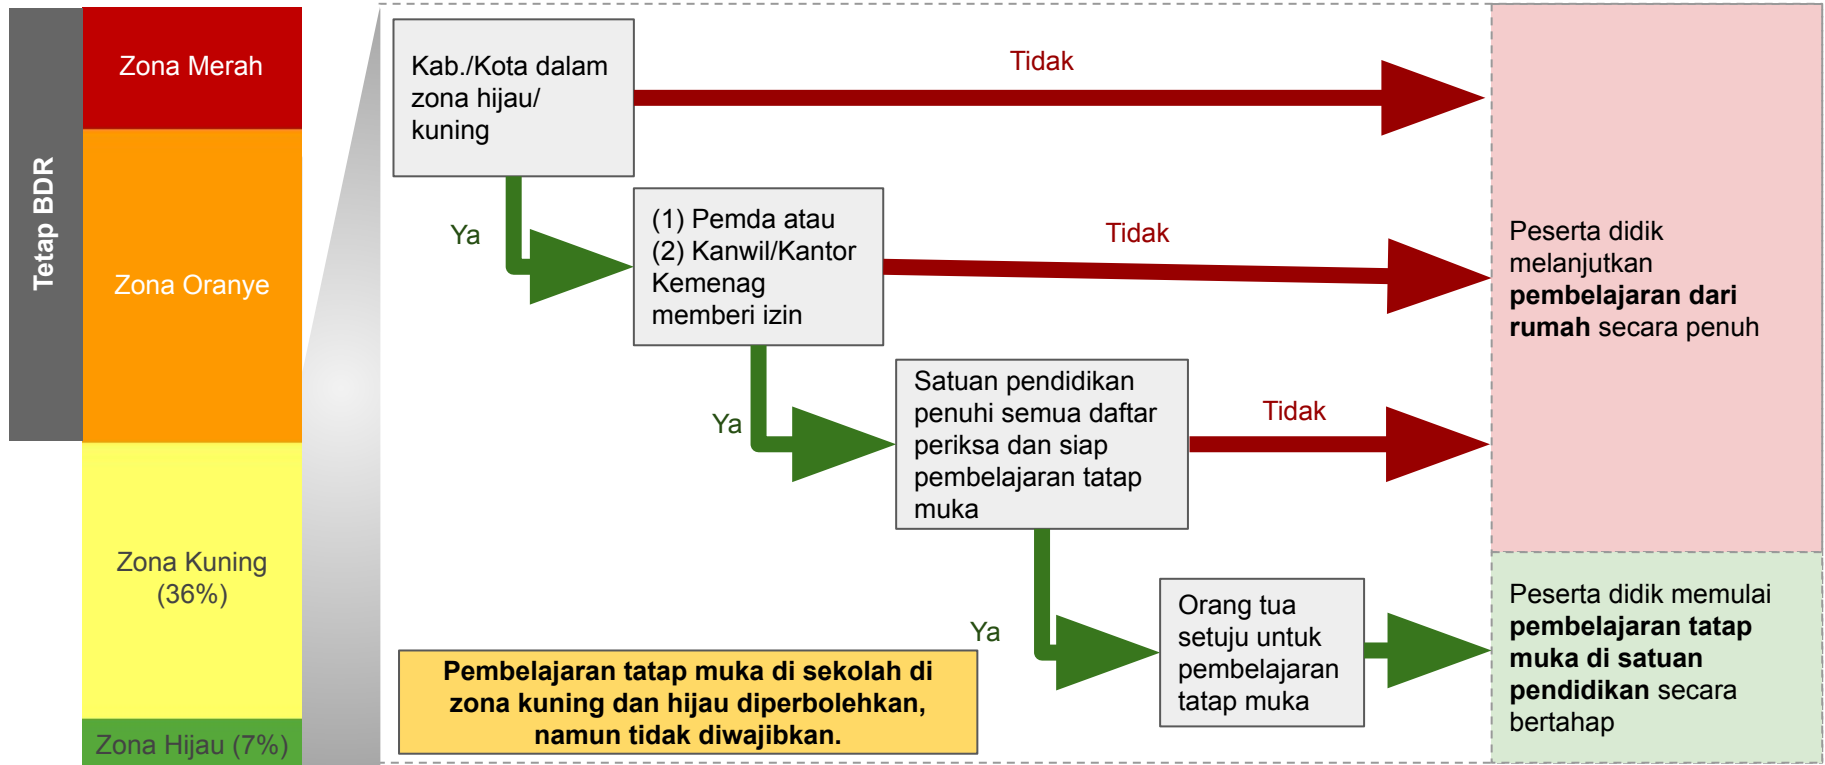 Tetap BDR
Zona Merah
Zona Oranye
Zona Kuning
(36%)
Zona Hijau (7%)
Kab./Kota dalam
zona hijau/
kuning
Tidak
Ya
(1) Pemda atau
(2) Kanwil/Kantor
Kemenag
memberi izin
Tidak
Ya
Satuan pendidikan
penuhi semua daftar
periksa dan siap
pembelajaran tatap
muka
Tidak
Ya
Orang tua
setuju untuk
pembelajaran
tatap muka
Peserta didik
melanjutkan
pembelajaran dari
rumah secara penuh
Peserta didik memulai
pembelajaran tatap
muka di satuan
pendidikan secara
bertahap
Pembelajaran tatap muka di sekolah di
zona kuning dan hijau diperbolehkan,
namun tidak diwajibkan.